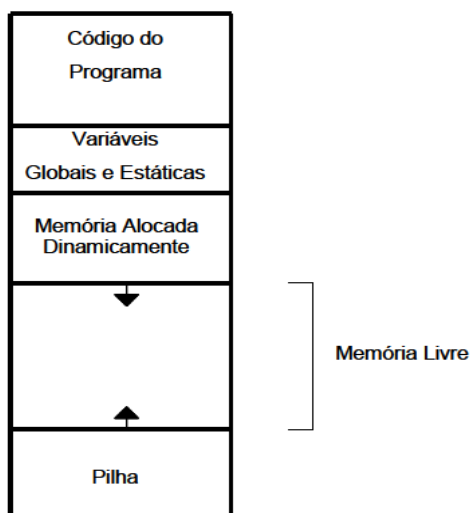 Código do
Programa
Variáveis
Globais e Estáticas
Memória Alocada
Dinamicamente
Memória Livre
Pilha